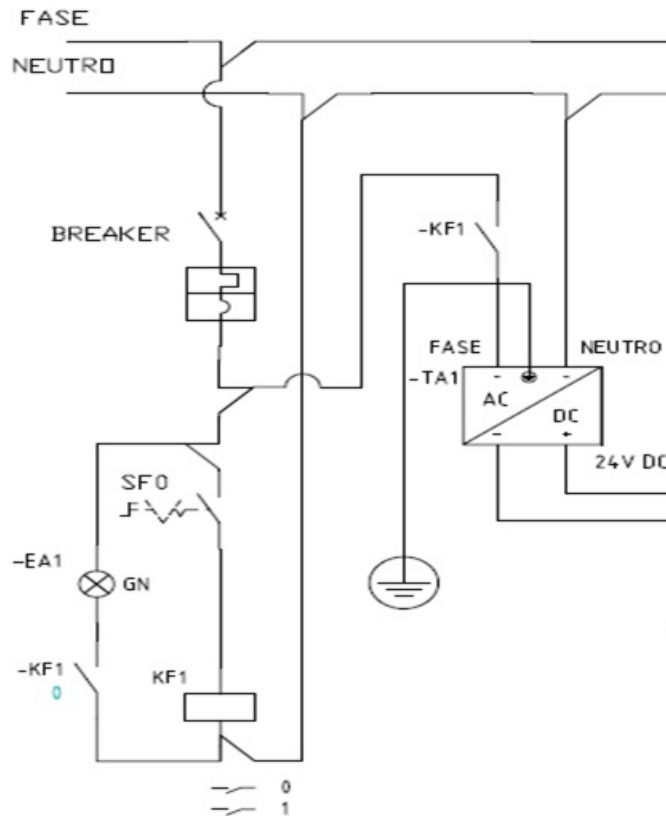 FASE
NEUTRO
BREAKER
-KF1
FASE
NEUTRO
-TA1
AC
DC
24V DC
SF0
-EA1
GN
-KF1
0
KF1
0
1